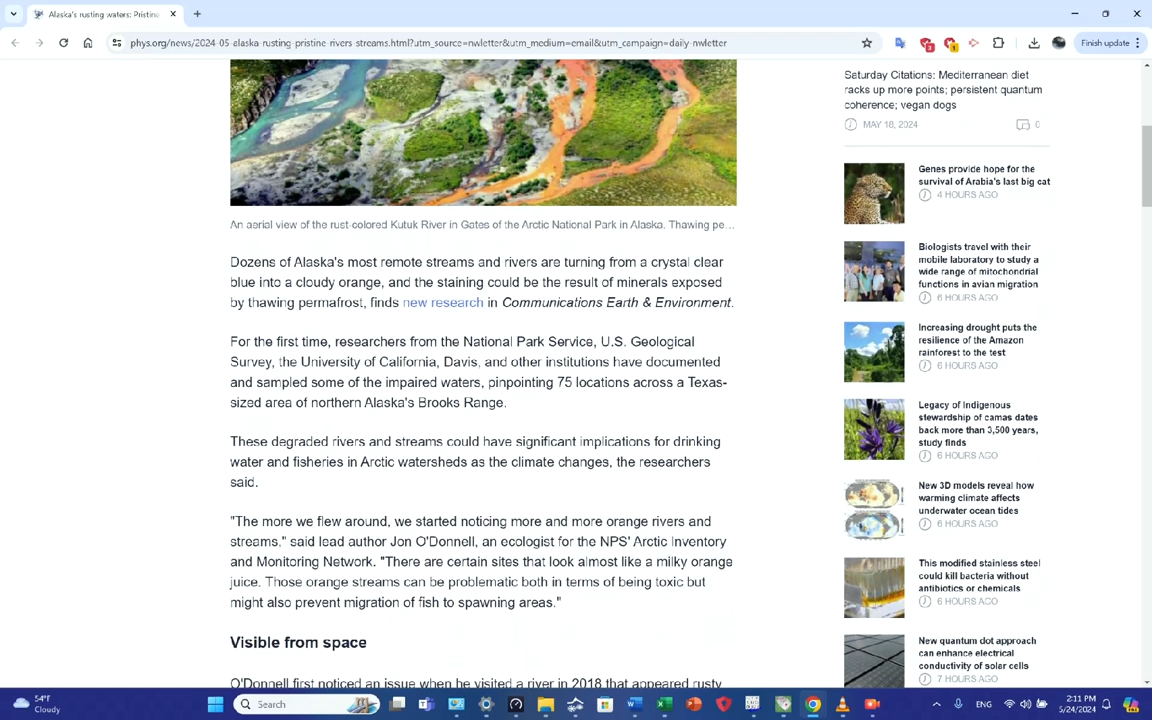 Alaska's rusting waters: Pristine
phys.org/news/2024-05-alaska-rusting-pristine-rivers-streams.html?utm_source=nwletter&utm_medium=email&utm_campaign=daily-nwletter
Finish update
An aerial view of the rust-colored Kutuk River in Gates of the Arctic National Park in Alaska. Thawing pe…
Dozens of Alaska's most remote streams and rivers are turning from a crystal clear
blue into a cloudy orange, and the staining could be the result of minerals exposed
by thawing permafrost, finds new research in Communications Earth & Environment.
For the first time, researchers from the National Park Service, U.S. Geological
Survey, the University of California, Davis, and other institutions have documented
and sampled some of the impaired waters, pinpointing 75 locations across a Texas-
sized area of northern Alaska's Brooks Range.
These degraded rivers and streams could have significant implications for drinking
water and fisheries in Arctic watersheds as the climate changes, the researchers
said.
"The more we flew around, we started noticing more and more orange rivers and
streams," said lead author Jon O'Donnell, an ecologist for the NPS' Arctic Inventory
and Monitoring Network. "There are certain sites that look almost like a milky orange
juice. Those orange streams can be problematic both in terms of being toxic but
might also prevent migration of fish to spawning areas."
Visible from space
O'Donnell first noticed an issue when he visited a river in 2018 that appeared rusty
Saturday Citations: Mediterranean diet
racks up more points; persistent quantum
coherence; vegan dogs
MAY 18, 2024
0
Genes provide hope for the
survival of Arabia's last big cat
4 HOURS AGO
Biologists travel with their
mobile laboratory to study a
wide range of mitochondrial
functions in avian migration
6 HOURS AGO
Increasing drought puts the
resilience of the Amazon
rainforest to the test
6 HOURS AGO
Legacy of Indigenous
stewardship of camas dates
back more than 3,500 years,
study finds
6 HOURS AGO
New 3D models reveal how
warming climate affects
underwater ocean tides
6 HOURS AGO
This modified stainless steel
could kill bacteria without
antibiotics or chemicals
6 HOURS AGO
New quantum dot approach
can enhance electrical
conductivity of solar cells
7 HOURS AGO
54°F
Cloudy
Search
ENG
2:11 PM
5/24/2024